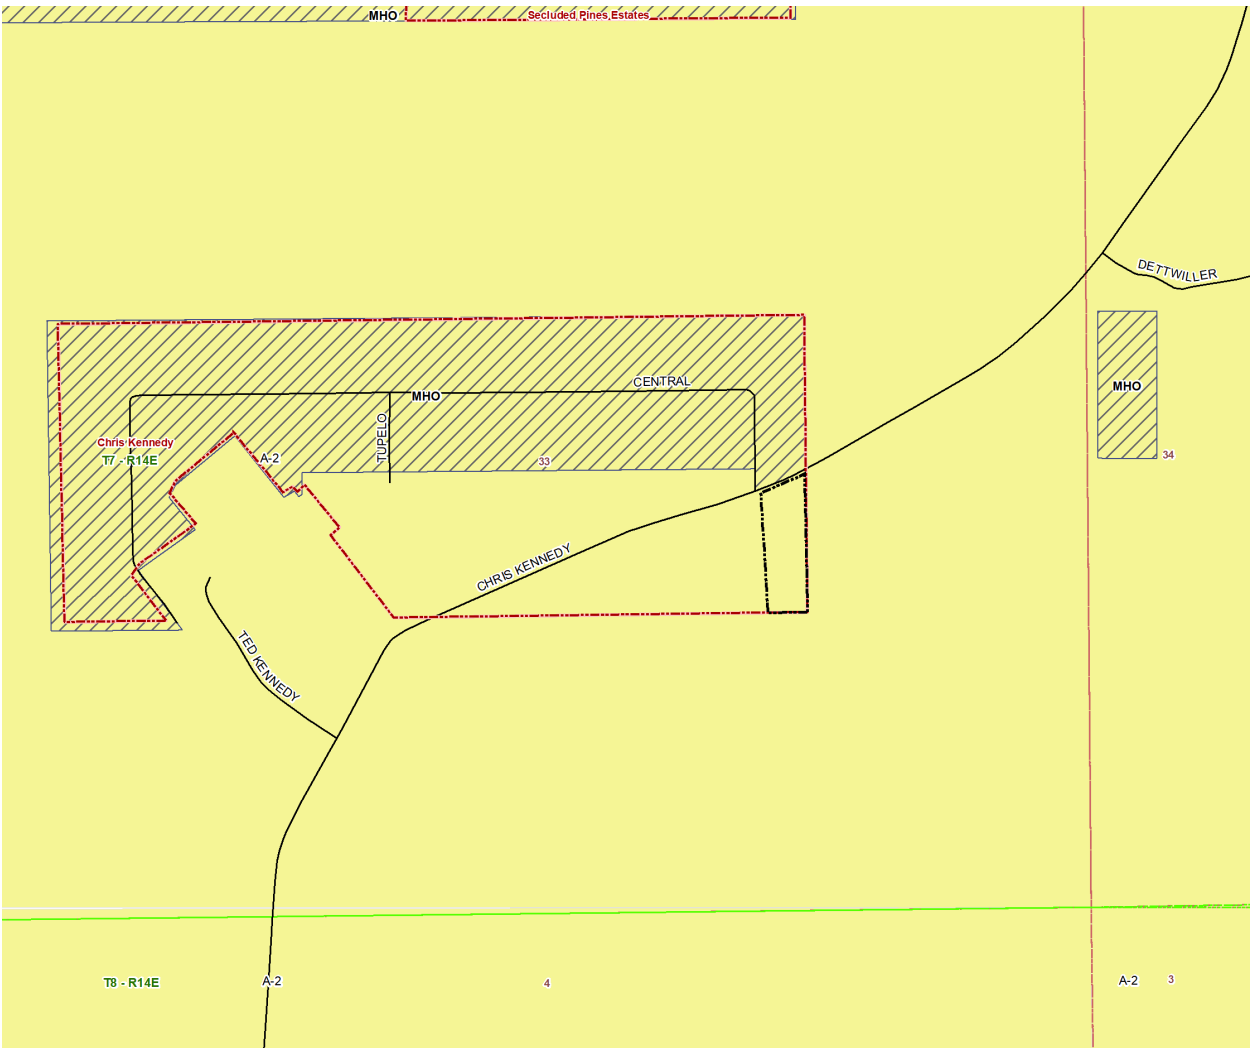 MHO
Secluded Pines Estates
DETTWILLER
CENTRAL
MHO
MHO
TUPELO
Chris Kennedy
T7 - R14E
A-2
33
34
CHRIS KENNEDY
TED KENNEDY
T8 - R14E
A-2
4
A-2
3